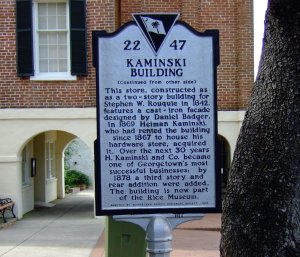 22 47
KAMINSKI
BUILDING
(Continued from other side)
This store, constructed as
as a two-story building for
Stephen W. Rouquie in 1842,
features a cast-iron facade
designed by Daniel Badger.
in 1869 Heiman Kaminski,
who had rented the building
since 1867 to house his
hardware store, acquired
it. Over the next 30 years
H. Kaminski and Co. became
one of Georgetown's most
successful businesses; by
1878 a third story and
rear addition were added.
The building is now part
of the Rice Museum.